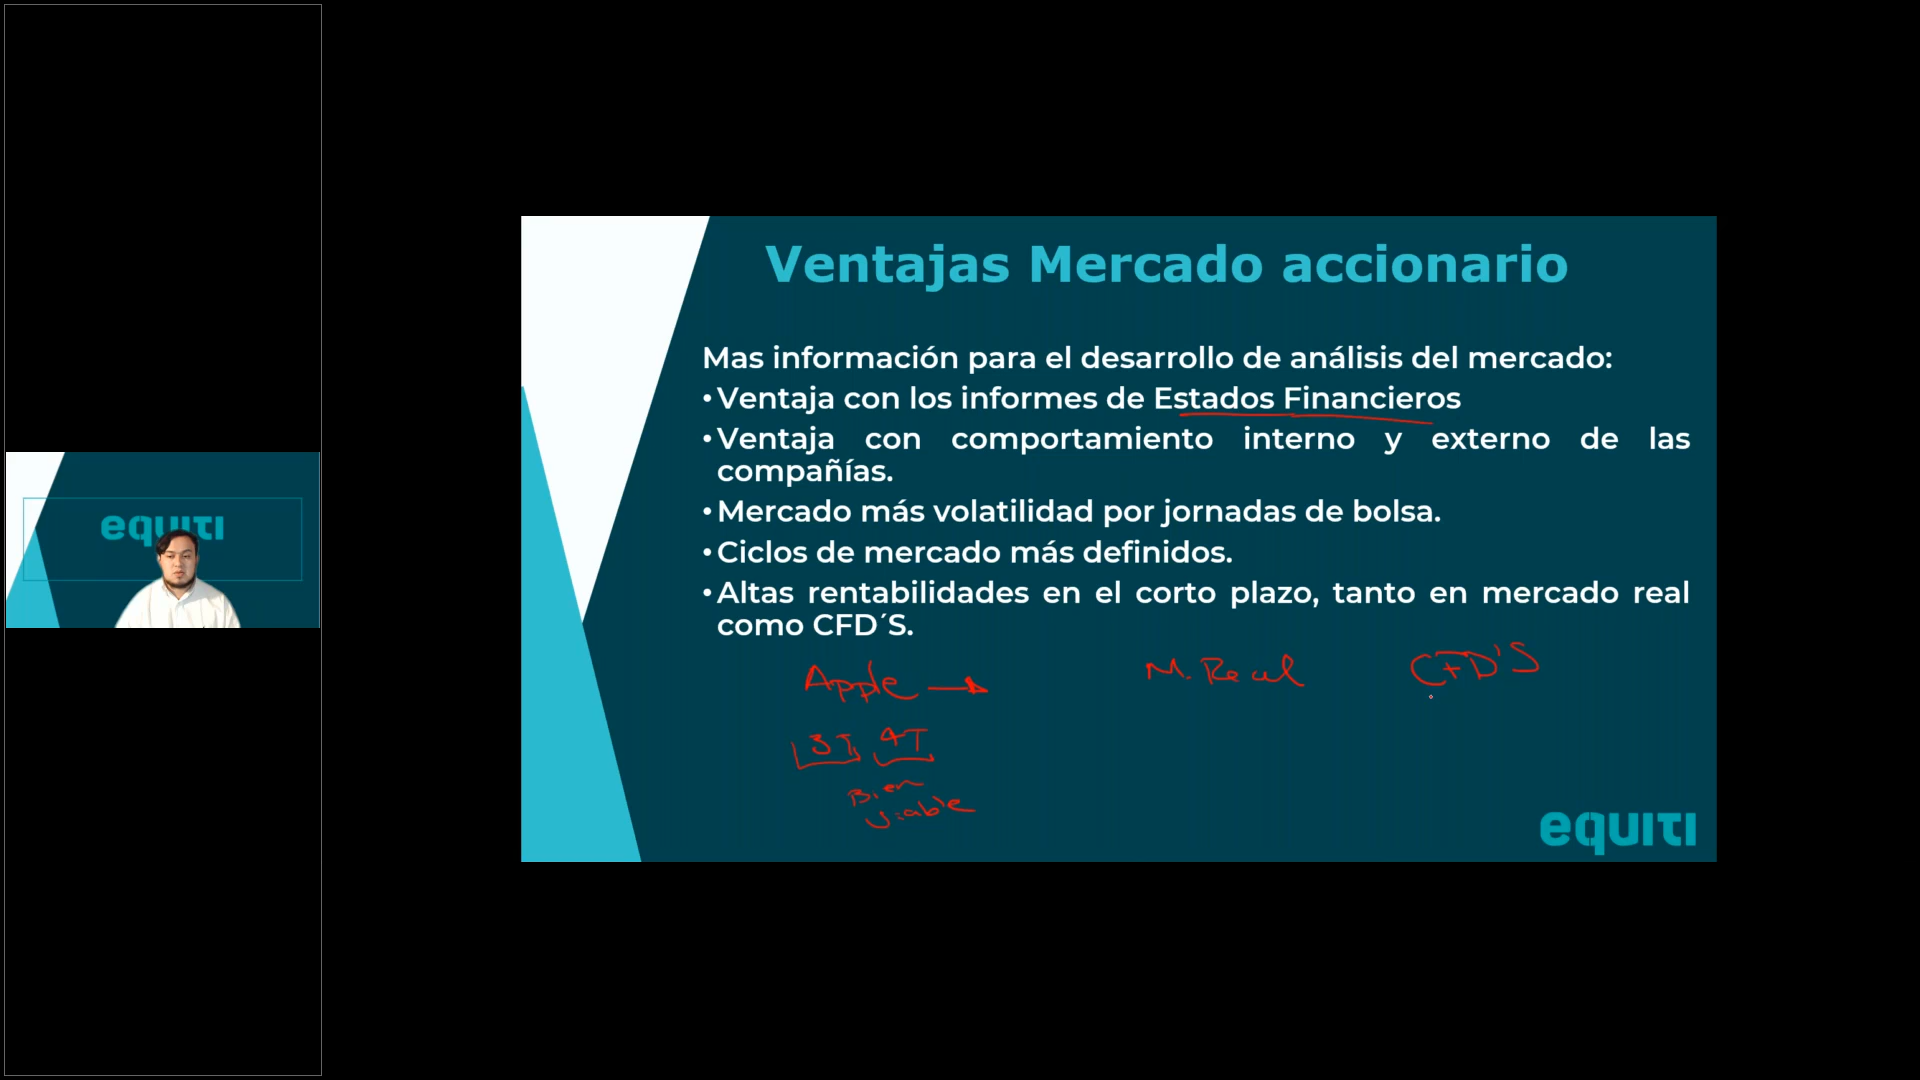 equiti
Ventajas Mercado accionario
Mas información para el desarrollo de análisis del mercado:
•Ventaja con los informes de Estados Financieros
•Ventaja con comportamiento interno y externo de las
compañías.
•Mercado más volatilidad por jornadas de bolsa.
•Ciclos de mercado más definidos.
•Altas rentabilidades en el corto plazo, tanto en mercado real
como CFD´S.
Apple M. Real CFD'S
3T 4T
Bien
viable
equiti